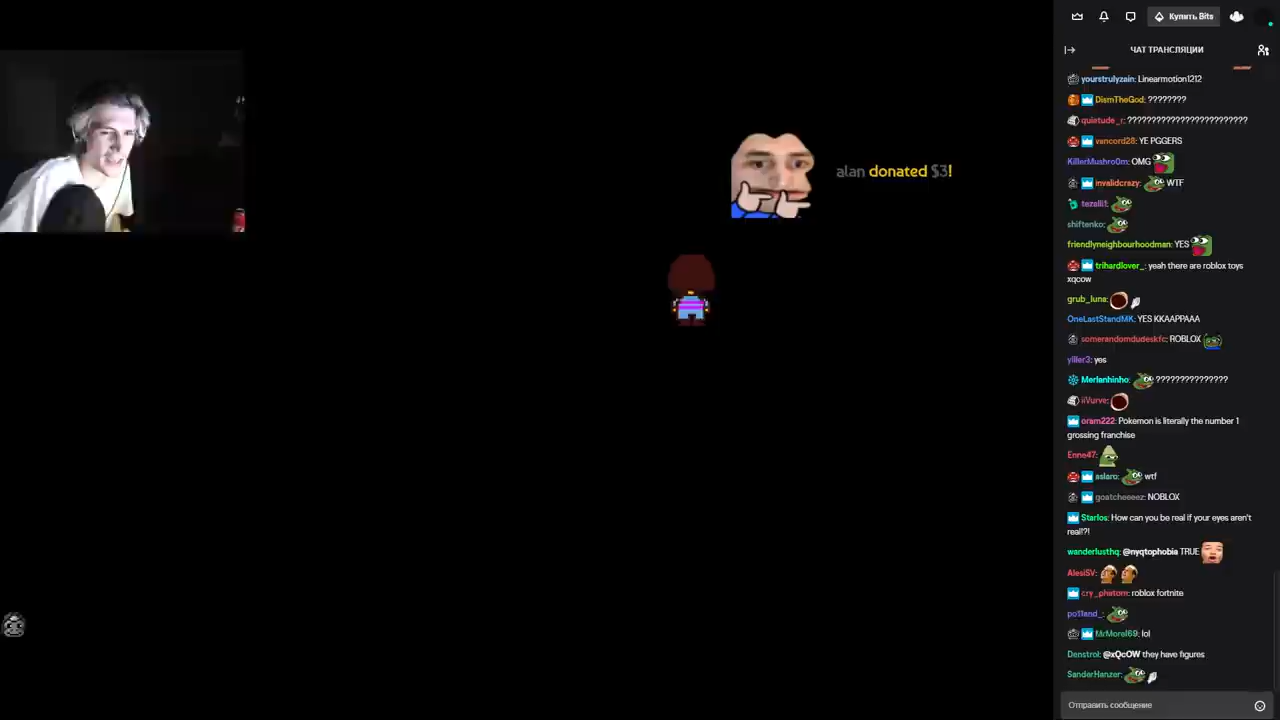 Купить Bits
ЧАТ ТРАНСЛЯЦИИ
alan donated $3!
yourstrulyzain: Linearmotion1212
DismTheGod: ????????
quietude_r: ?????????????????????????
vancord28: YE PGGERS
KillerMushro0m: OMG
invalidcrazy: WTF
tezalli1:
shiftenko:
friendlyneighbourhoodman: YES
trihardlover_: yeah there are roblox toys
xqcow
grub_luna:
OneLastStandMK: YES KKAAPPAAA
somerandomdudeskfc: ROBLOX
yllier3: yes
Merlanhinho: ???????????????
iiVurve:
oram222: Pokemon is literally the number 1
grossing franchise
Enne47:
aslaro: wtf
goatcheeeez: NOBLOX
Starlos: How can you be real if your eyes aren't
real!?!
wanderlusthq: @nyqtophobia TRUE
AlesiSV:
cry_phatom: roblox fortnite
po11and_:
MrMorel69: lol
Denstrol: @xQcOW they have figures
SanderHanzer:
Отправить сообщение